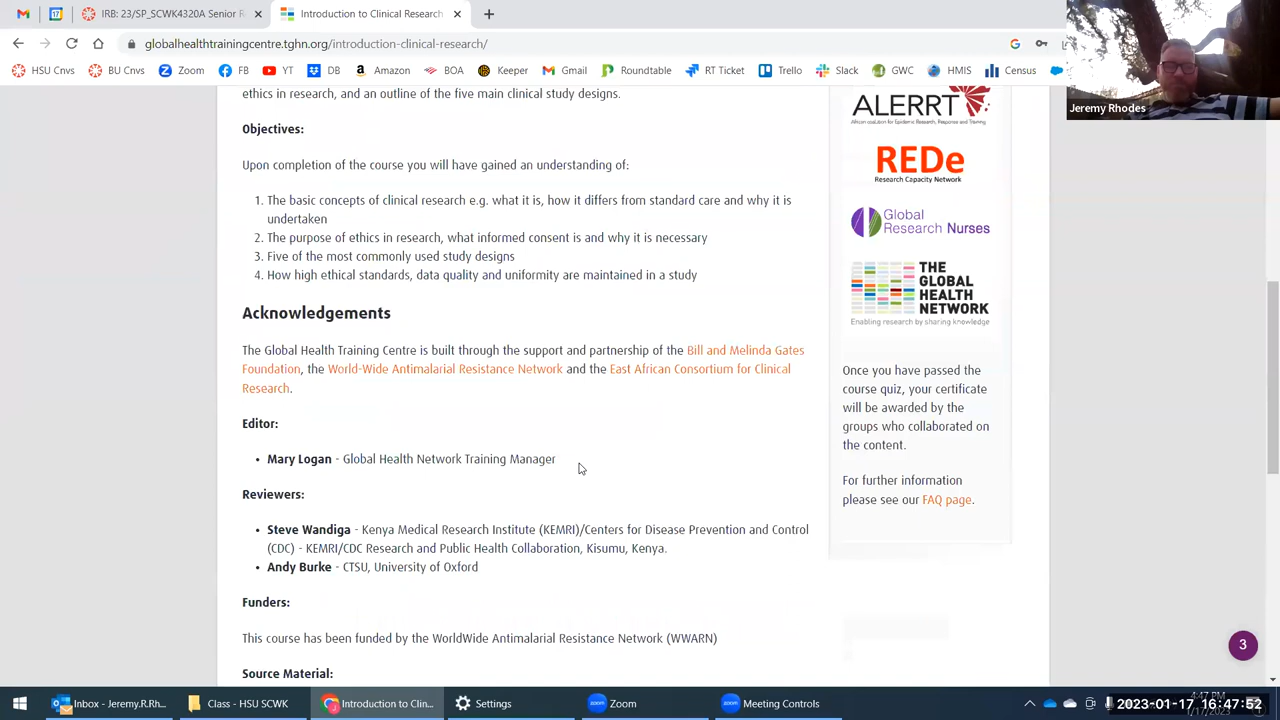 IRB: 23/SP_SCWK4320A Senior R
Introduction to Clinical Research
globalhealthtrainingcentre.tghn.org/introduction-clinical-research/
HSU Cnvs
BU Cnvs
Zoom
FB
YT
DB
Amazon
BOA
Keeper
Gmail
Roundtable
RT Ticket
Trello
Slack
GWC
HMIS
Census
Jeremy Rhodes
ethics in research, and an outline of the five main clinical study designs.
Objectives:
Upon completion of the course you will have gained an understanding of:
1. The basic concepts of clinical research e.g. what it is, how it differs from standard care and why it is
undertaken
2. The purpose of ethics in research, what informed consent is and why it is necessary
3. Five of the most commonly used study designs
4. How high ethical standards, data quality and uniformity are maintained in a study
Acknowledgements
The Global Health Training Centre is built through the support and partnership of the Bill and Melinda Gates
Foundation, the World-Wide Antimalarial Resistance Network and the East African Consortium for Clinical
Research.
Editor:
• Mary Logan - Global Health Network Training Manager
Reviewers:
• Steve Wandiga - Kenya Medical Research Institute (KEMRI)/Centers for Disease Prevention and Control
(CDC) - KEMRI/CDC Research and Public Health Collaboration, Kisumu, Kenya.
• Andy Burke - CTSU, University of Oxford
Funders:
This course has been funded by the WorldWide Antimalarial Resistance Network (WWARN)
Source Material:
ALERRT
African coaLition for Epidemic Research, Response and Training
REDe
Research Capacity Network
Global
Research Nurses
THE
GLOBAL
HEALTH
NETWORK
Enabling research by sharing knowledge
Once you have passed the
course quiz, your certificate
will be awarded by the
groups who collaborated on
the content.
For further information
please see our FAQ page.
3
Inbox - Jeremy.R.Rh...
Class - HSU SCWK
Introduction to Clin...
Settings
Zoom
Meeting Controls
4:47 PM
2023-01-17 16:47:52